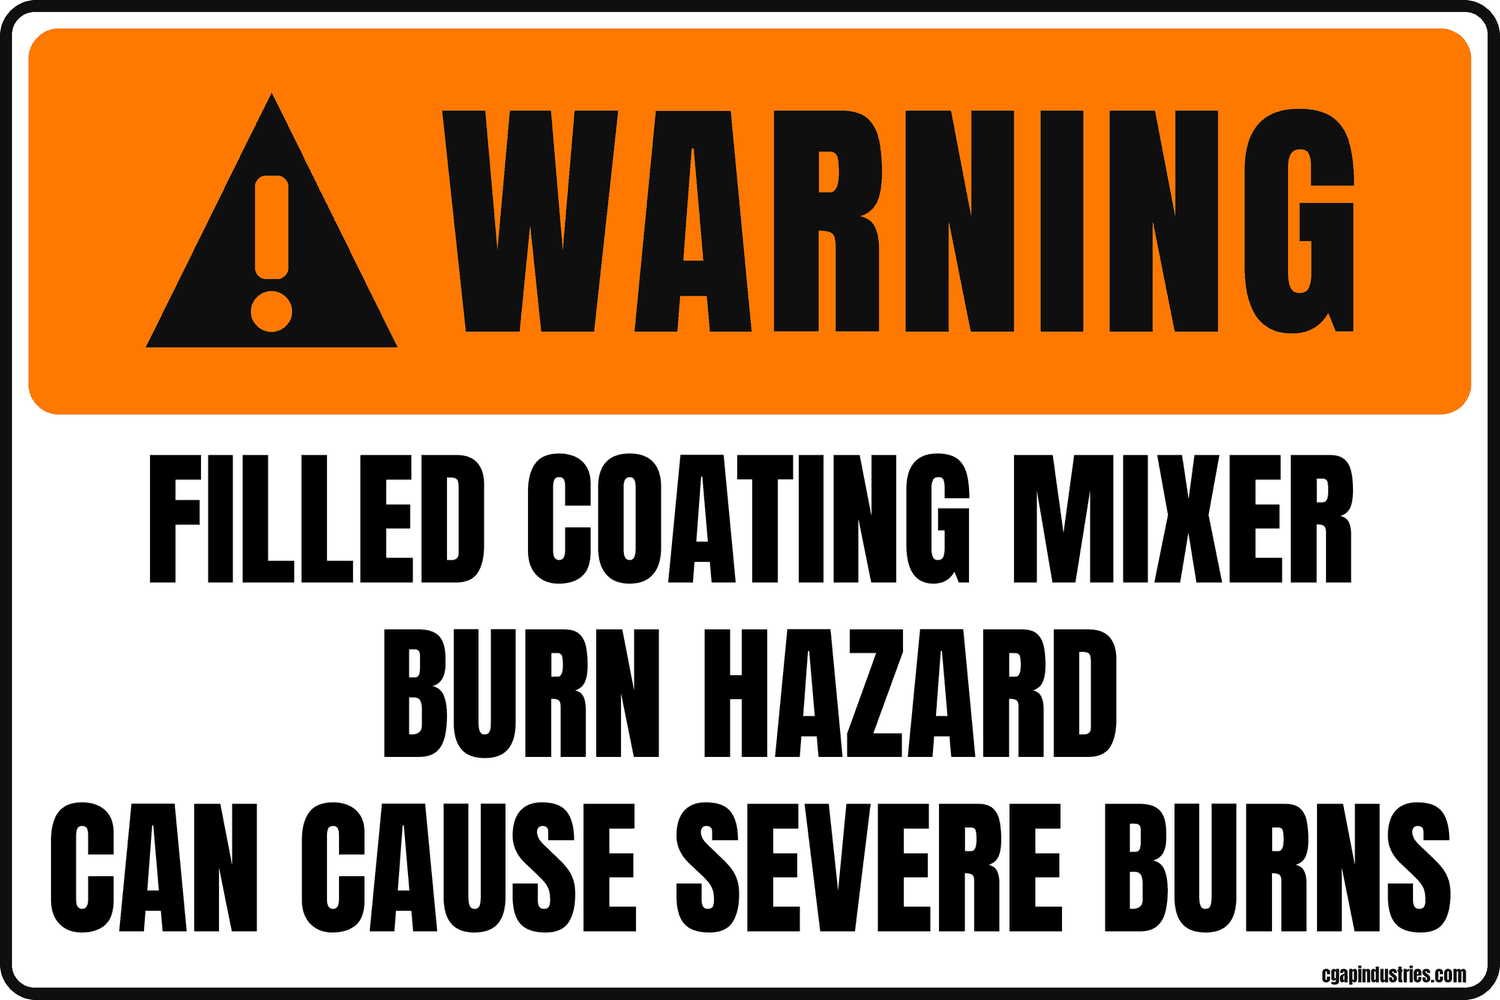 WARNING
FILLED COATING MIXER
BURN HAZARD
CAN CAUSE SEVERE BURNS
cgapindustries.com